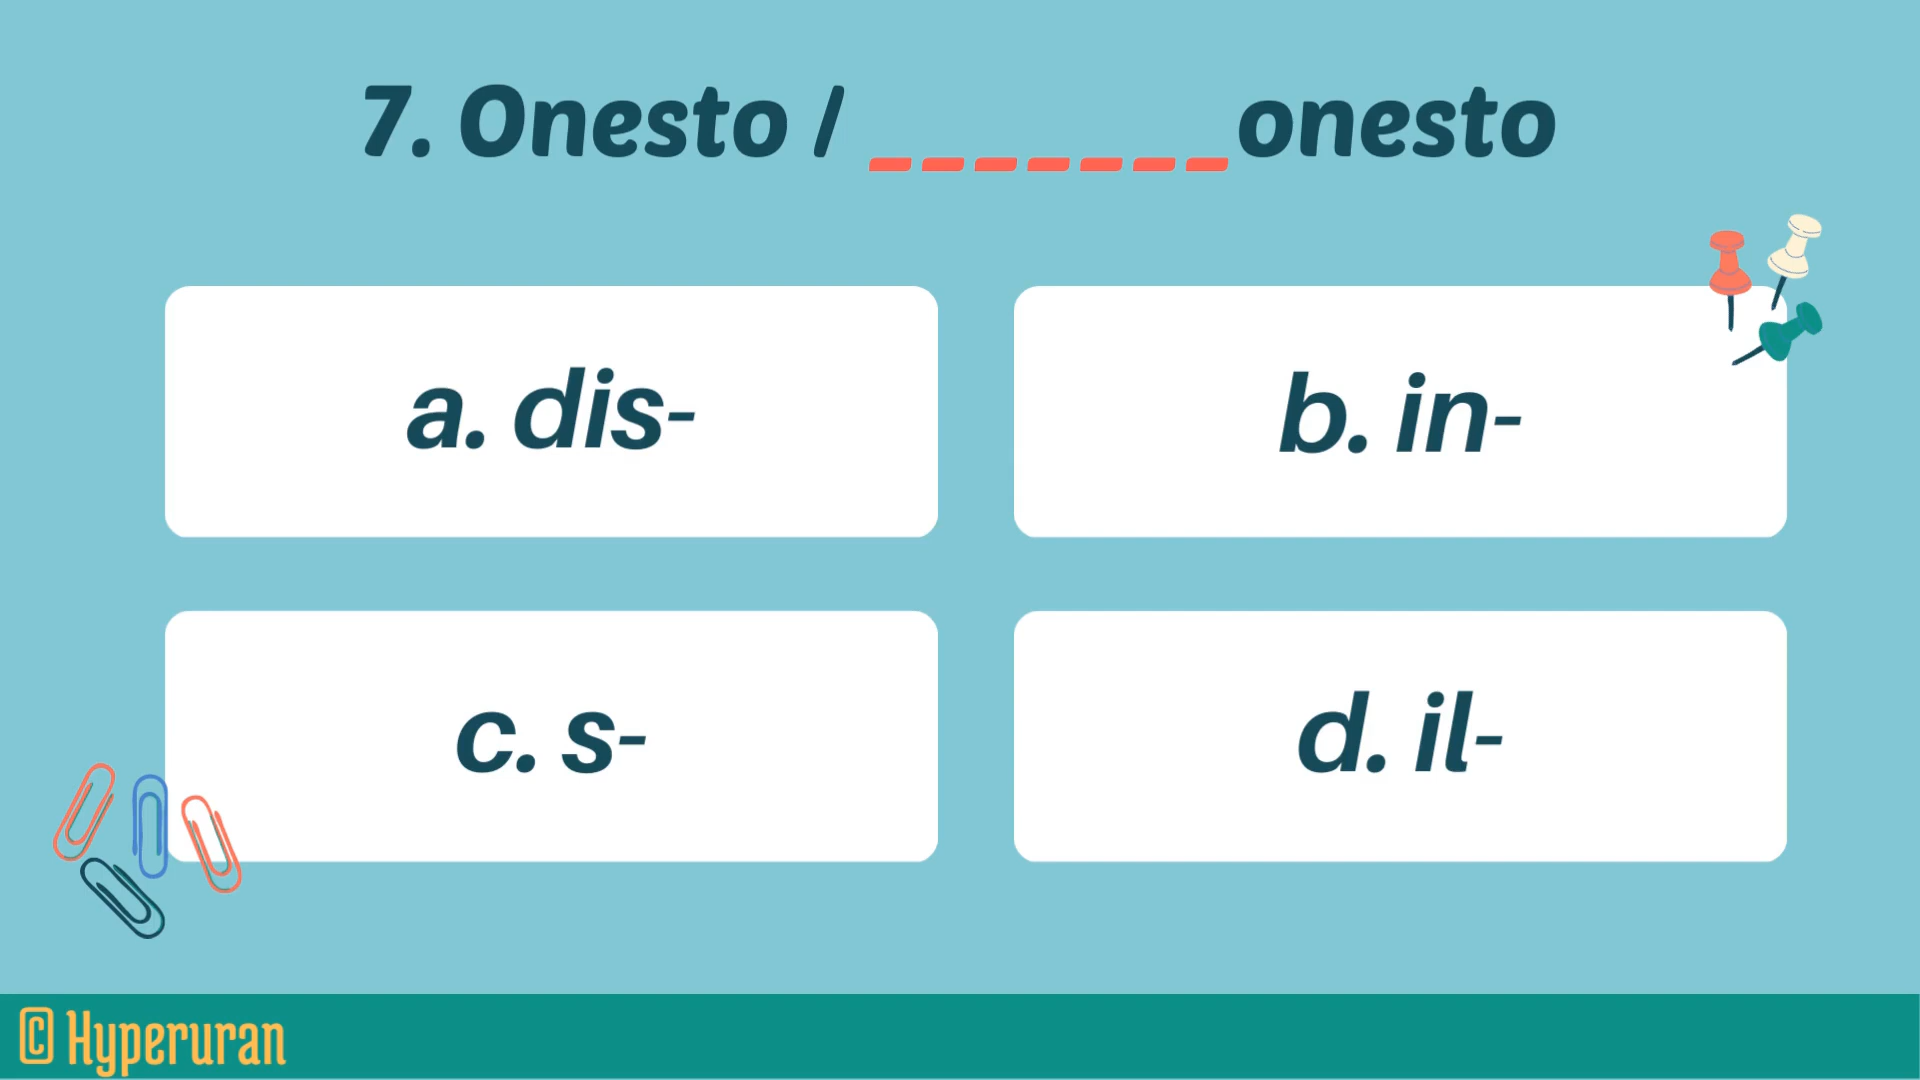 7. Onesto / _______onesto
a. dis-
b. in-
c. s-
d. il-
© Hyperuran